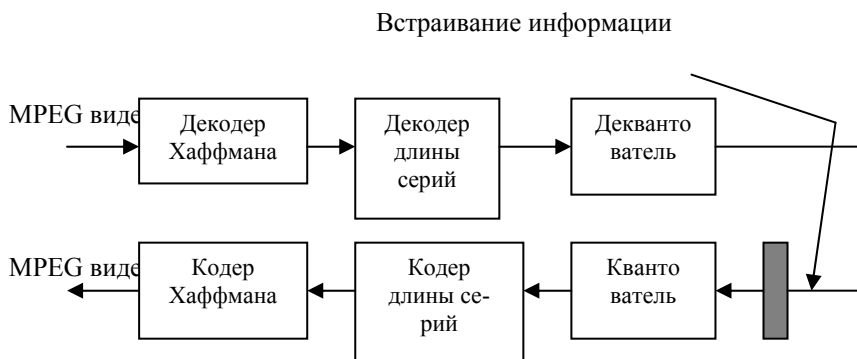 Встраивание информации
MPEG виде
Декодер
Хаффмана
Декодер
длины
серий
Декванто
ватель
MPEG виде
Кодер
Хаффмана
Кодер
длины се-
рий
Кванто
ватель